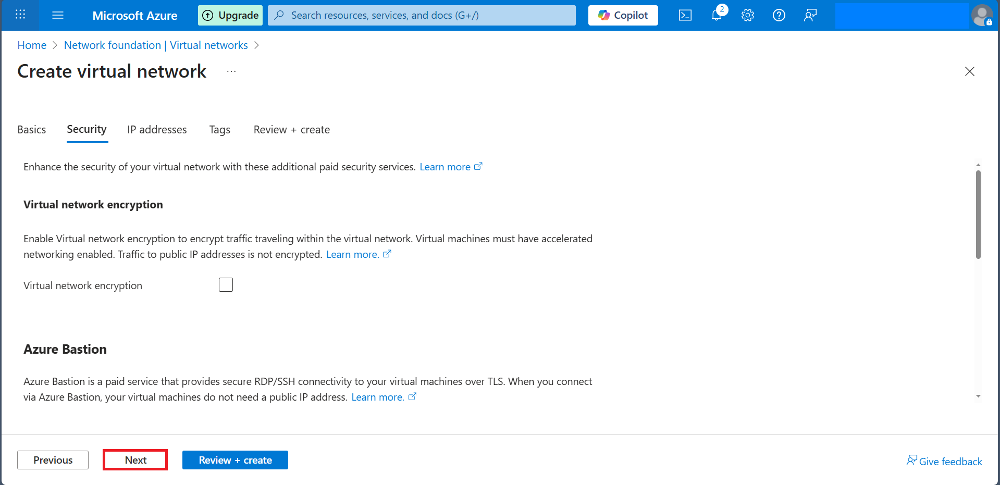 Microsoft Azure
Upgrade
Search resources, services, and docs (G+/)
Copilot
2
Home > Network foundation | Virtual networks >
Create virtual network ...
Basics Security IP addresses Tags Review + create
Enhance the security of your virtual network with these additional paid security services. Learn more
Virtual network encryption
Enable Virtual network encryption to encrypt traffic traveling within the virtual network. Virtual machines must have accelerated
networking enabled. Traffic to public IP addresses is not encrypted. Learn more.
Virtual network encryption
Azure Bastion
Azure Bastion is a paid service that provides secure RDP/SSH connectivity to your virtual machines over TLS. When you connect
via Azure Bastion, your virtual machines do not need a public IP address. Learn more.
Previous Next Review + create Give feedback